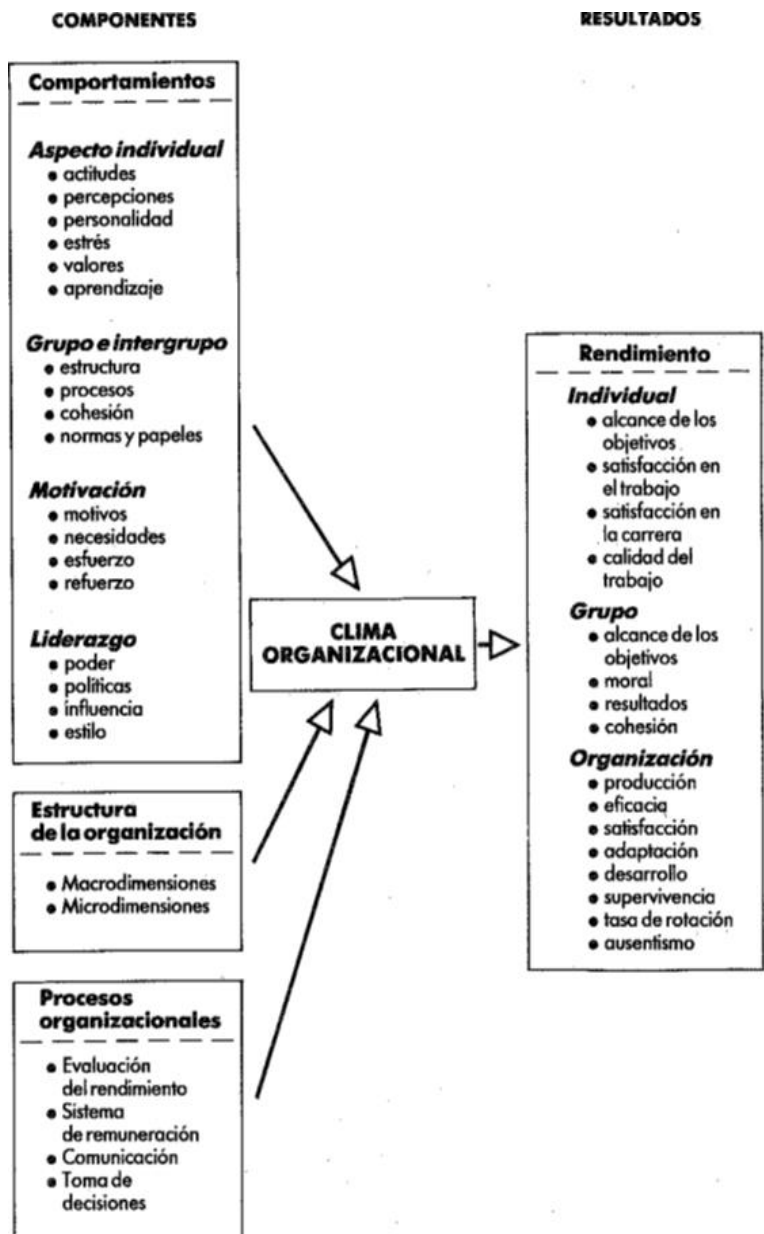 COMPONENTES
RESULTADOS
Comportamientos
Aspecto individual
• actitudes
• percepciones
• personalidad
• estrés
• valores
• aprendizaje
Grupo e intergrupo
• estructura
• procesos
• cohesión
• normas y papeles
Motivación
• motivos
• necesidades
• esfuerzo
• refuerzo
Liderazgo
• poder
• políticas
• influencia
• estilo
Estructura
de la organización
• Macrodimensiones
• Microdimensiones
Procesos
organizacionales
• Evaluación
del rendimiento
• Sistema
de remuneración
• Comunicación
• Toma de
decisiones
CLIMA
ORGANIZACIONAL
Rendimiento
Individual
• alcance de los
objetivos
• satisfacción en
el trabajo
• satisfacción en
la carrera
• calidad del
trabajo
Grupo
• alcance de los
objetivos
• moral
• resultados
• cohesión
Organización
• producción
• eficaciq
• satisfacción
• adaptación
• desarrollo
• supervivencia
• tasa de rotación
• ausentismo